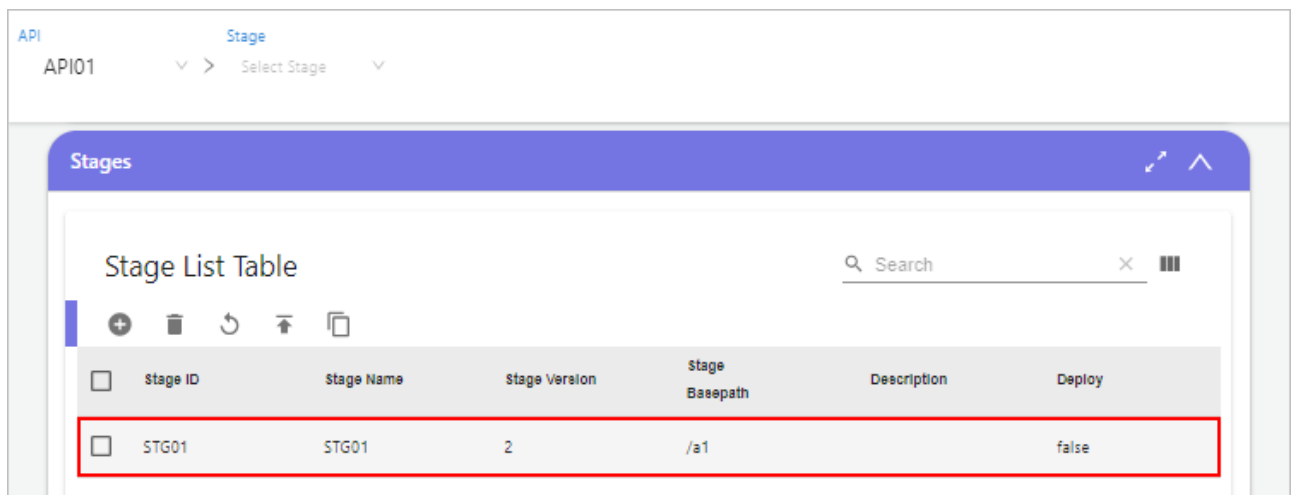 API Stage
API01 > Select Stage
Stages
Stage List Table
Search
Stage ID Stage Name Stage Version Stage Basepath Description Deploy
STG01 STG01 2 /a1 false